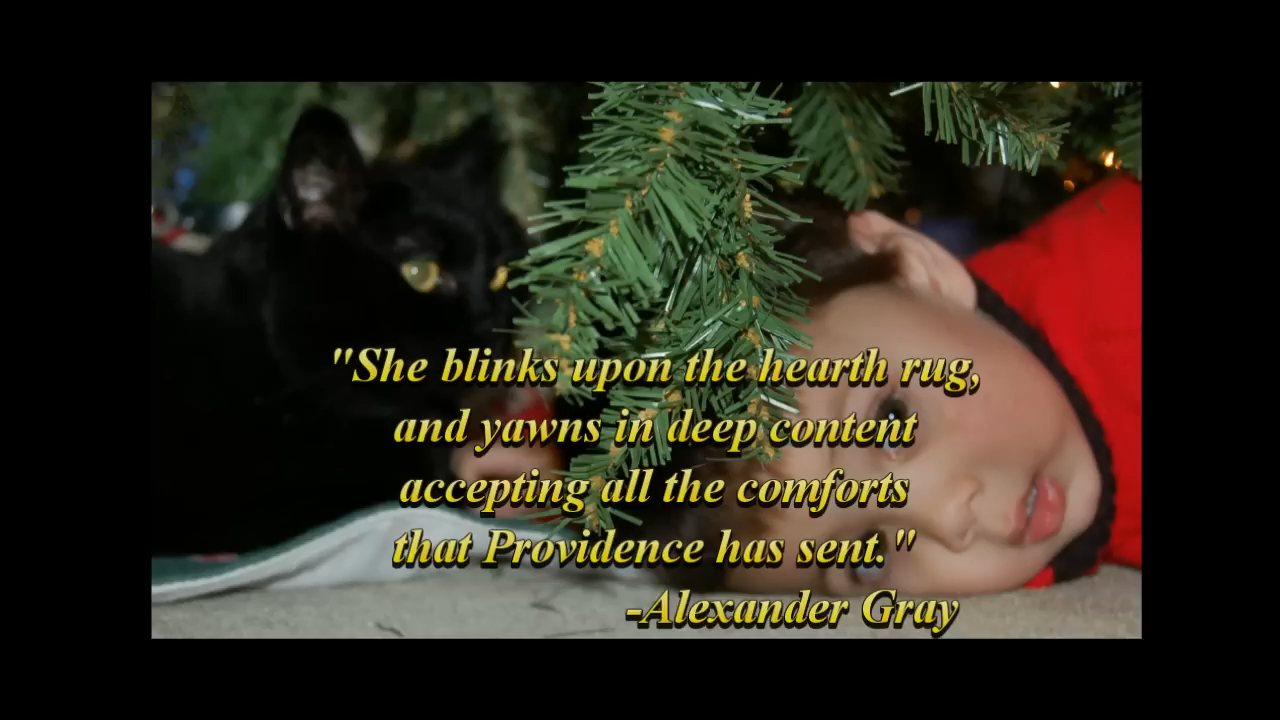 "She blinks upon the hearth rug,
and yawns in deep content
accepting all the comforts
that Providence has sent."
-Alexander Gray